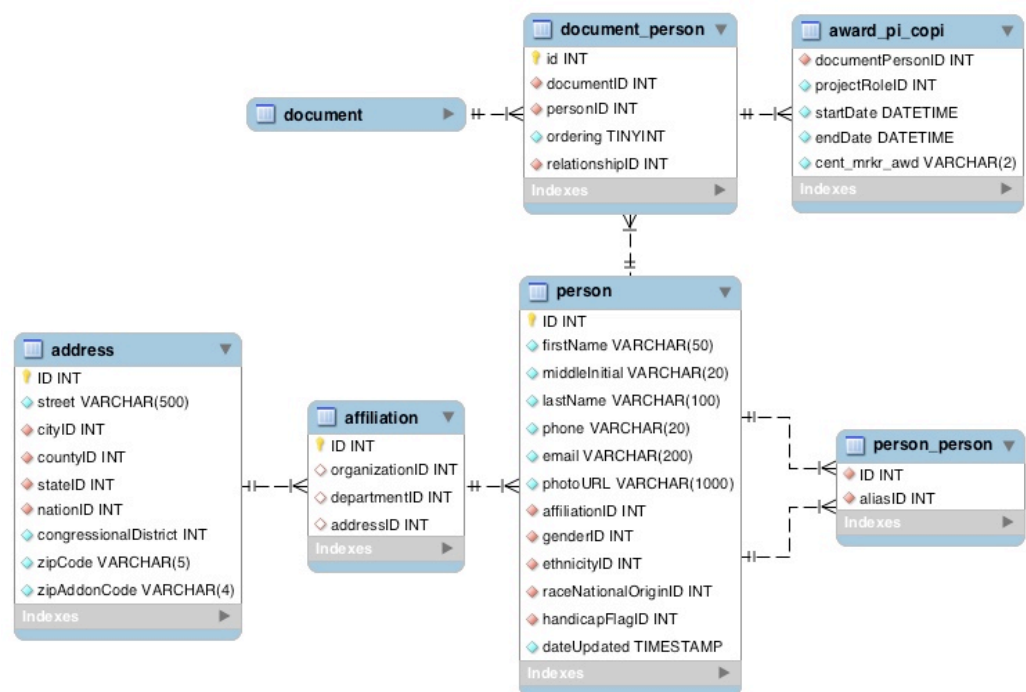 document_person
id INT
documentID INT
personID INT
ordering TINYINT
relationshipID INT
Indexes
award_pi_copi
documentPersonID INT
projectRoleID INT
startDate DATETIME
endDate DATETIME
cent_mrkr_awd VARCHAR(2)
Indexes
document
person
ID INT
firstName VARCHAR(50)
middleInitial VARCHAR(20)
lastName VARCHAR(100)
phone VARCHAR(20)
email VARCHAR(200)
photoURL VARCHAR(1000)
affiliationID INT
genderID INT
ethnicityID INT
raceNationalOriginID INT
handicapFlagID INT
dateUpdated TIMESTAMP
Indexes
address
ID INT
street VARCHAR(500)
cityID INT
countyID INT
stateID INT
nationID INT
congressionalDistrict INT
zipCode VARCHAR(5)
zipAddonCode VARCHAR(4)
Indexes
affiliation
ID INT
organizationID INT
departmentID INT
addressID INT
Indexes
person_person
ID INT
aliasID INT
Indexes